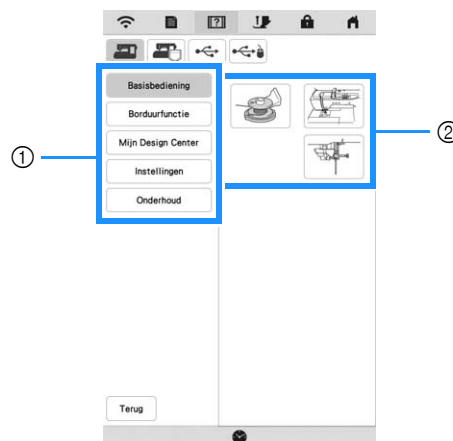 Basisbediening
Borduurfunctie
Mijn Design Center
Instellingen
Onderhoud
①
②
Terug